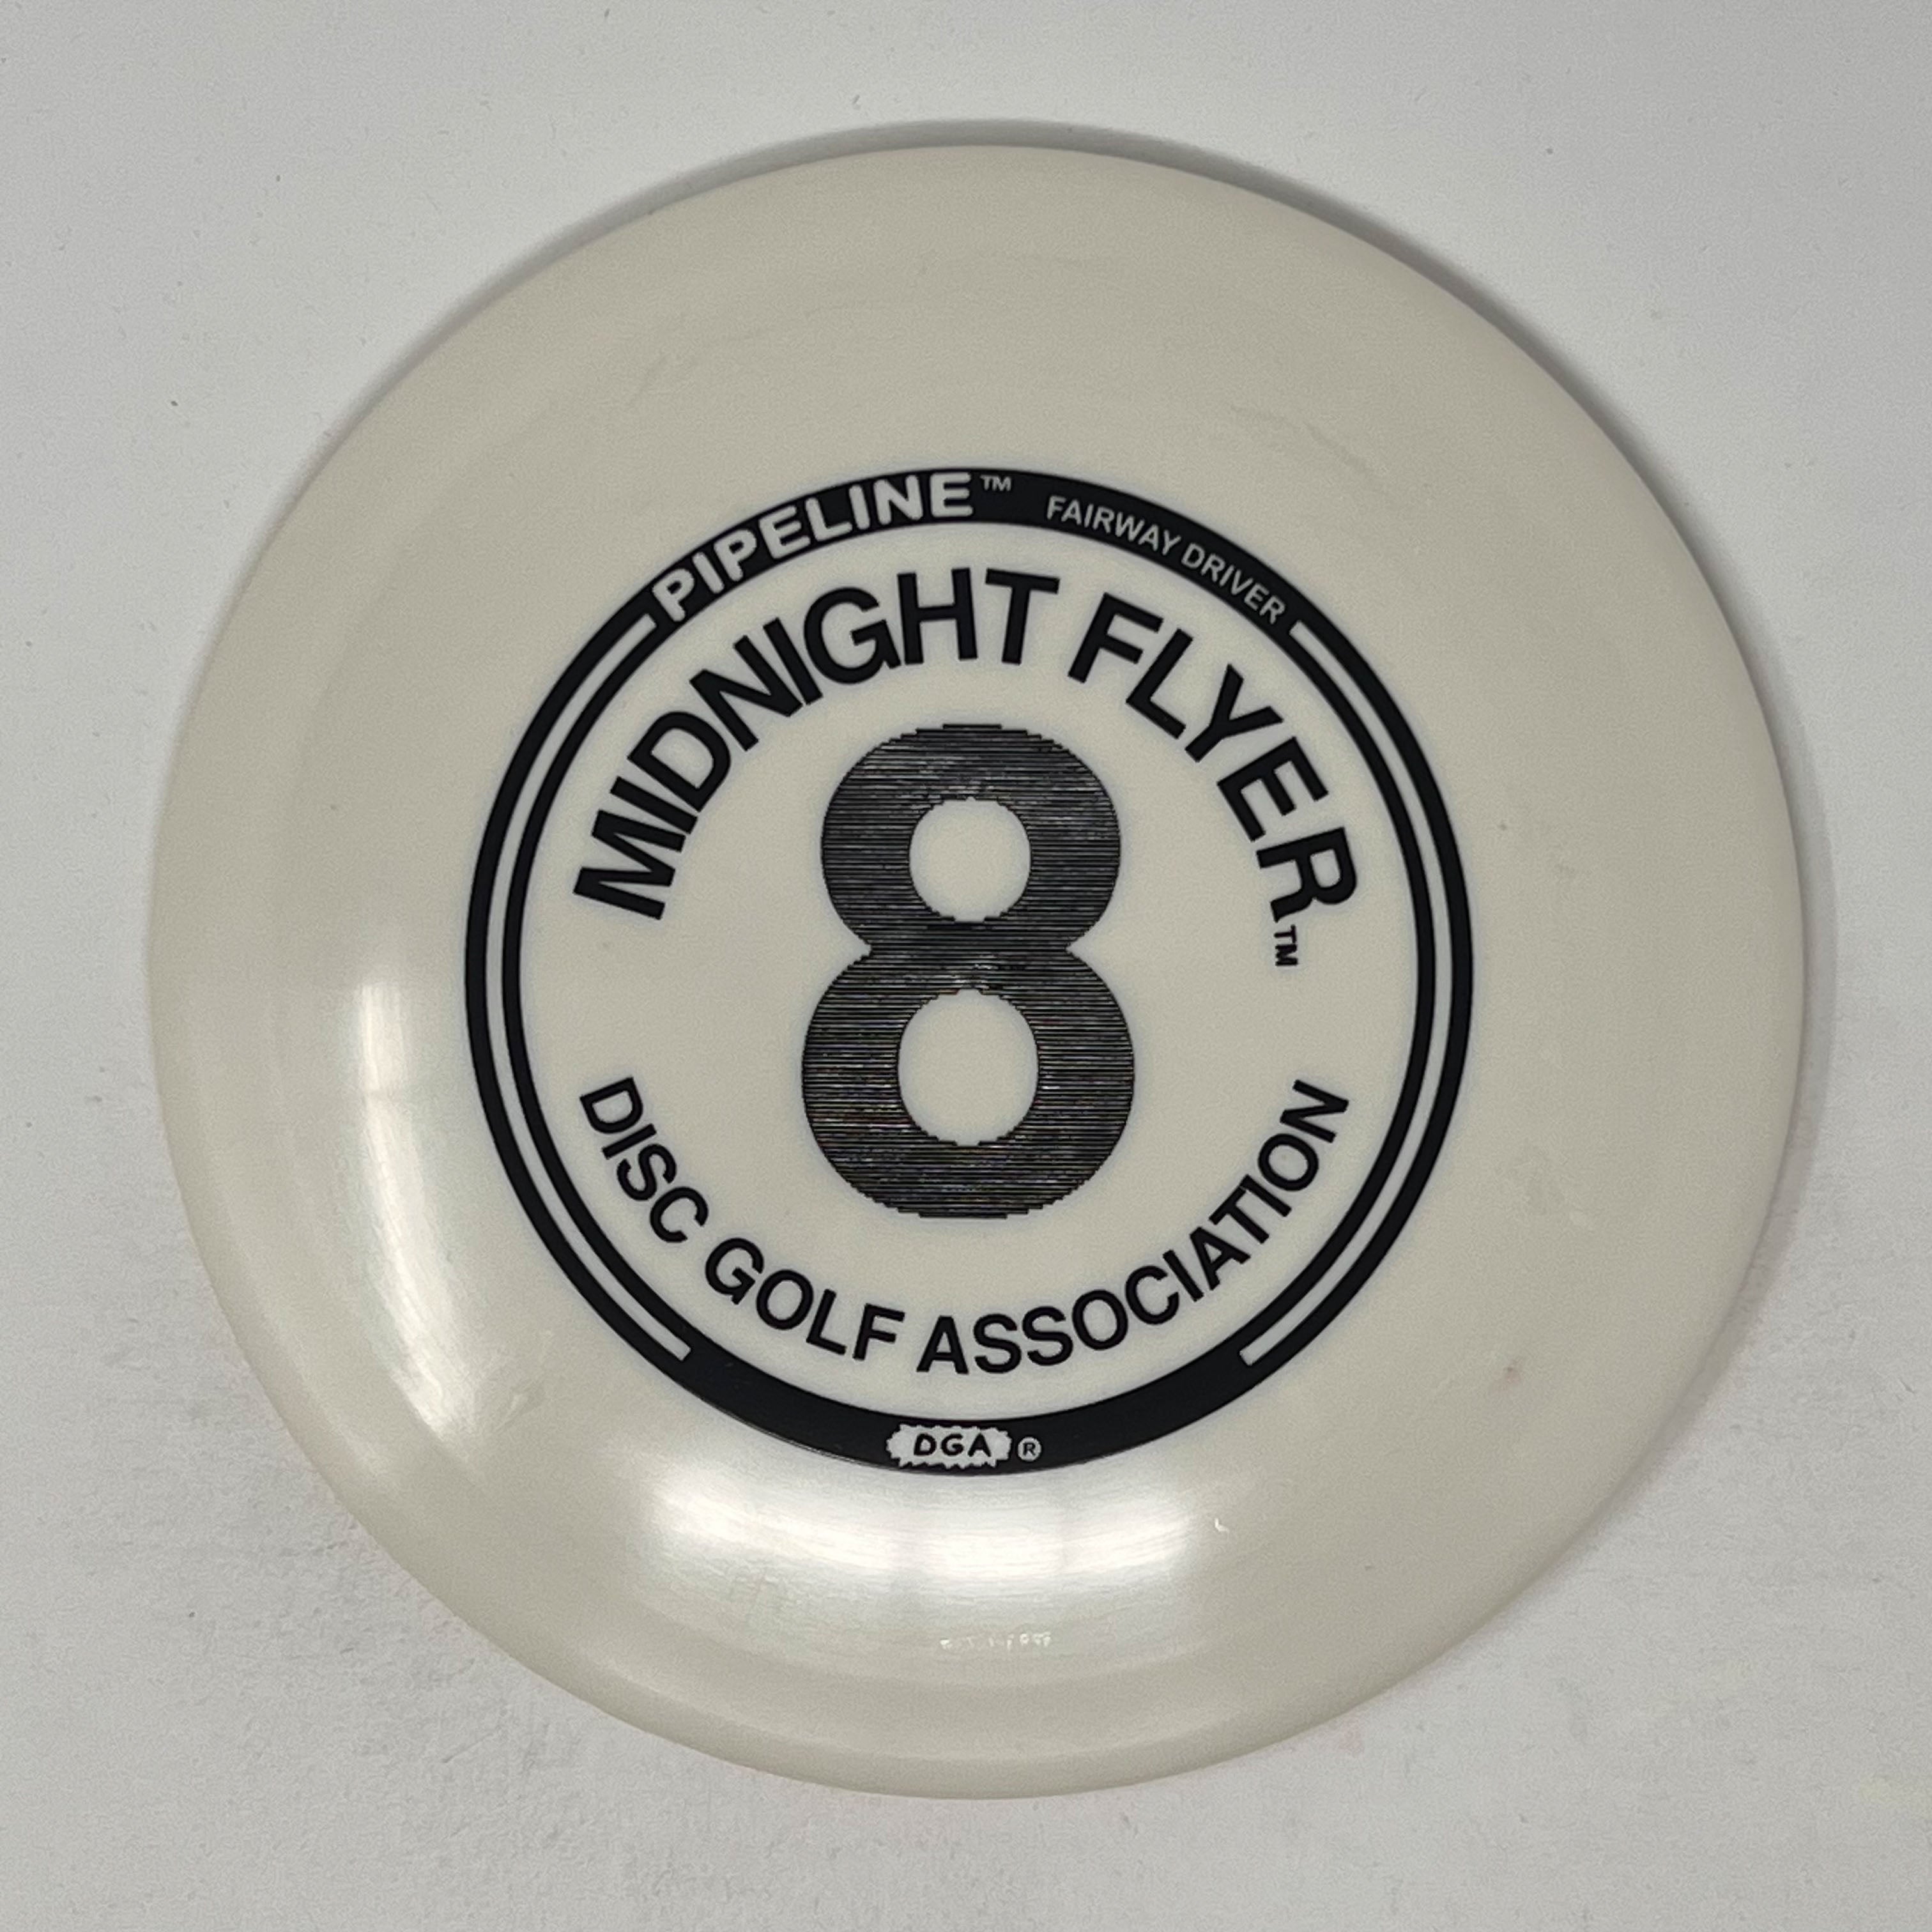 PIPELINE™ FAIRWAY DRIVER
MIDNIGHT FLYER™
8
DISC GOLF ASSOCIATION
DGA®